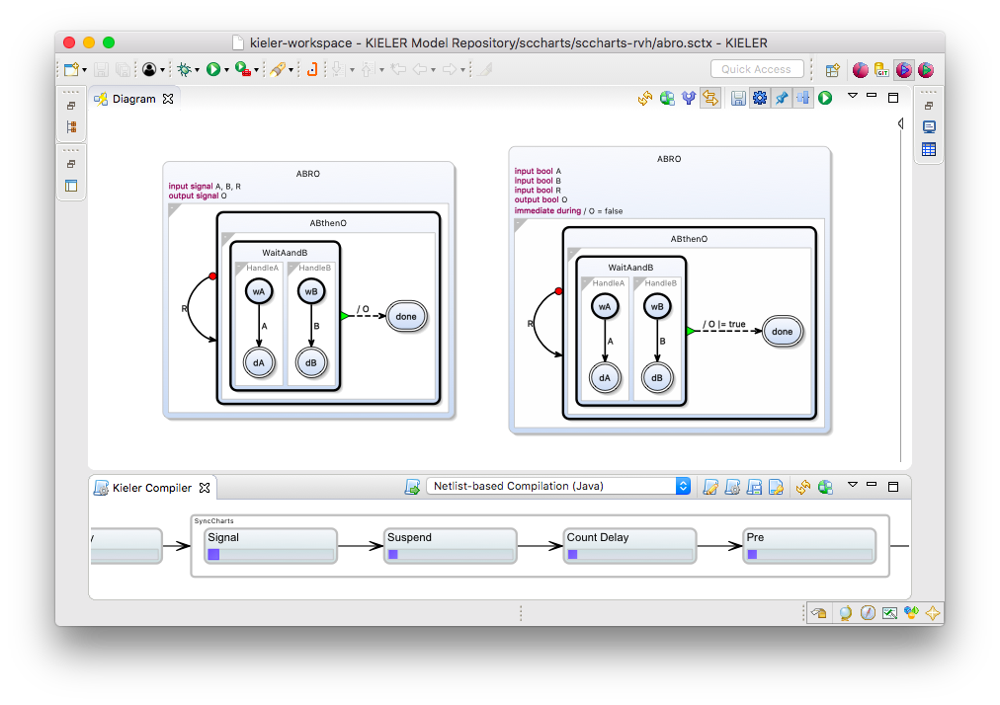 kieler-workspace - KIELER Model Repository/sccharts/sccharts-rvh/abro.sctx - KIELER
Quick Access
GIT
Diagram
ABRO
input signal A, B, R
output signal O
ABthenO
WaitAandB
HandleA
HandleB
wA
wB
R
A
B
/ O
done
dA
dB
ABRO
input bool A
input bool B
input bool R
output bool O
immediate during / O = false
ABthenO
WaitAandB
HandleA
HandleB
wA
wB
R
A
B
/ O |= true
done
dA
dB
Kieler Compiler
Netlist-based Compilation (Java)
SyncCharts
y
Signal
Suspend
Count Delay
Pre